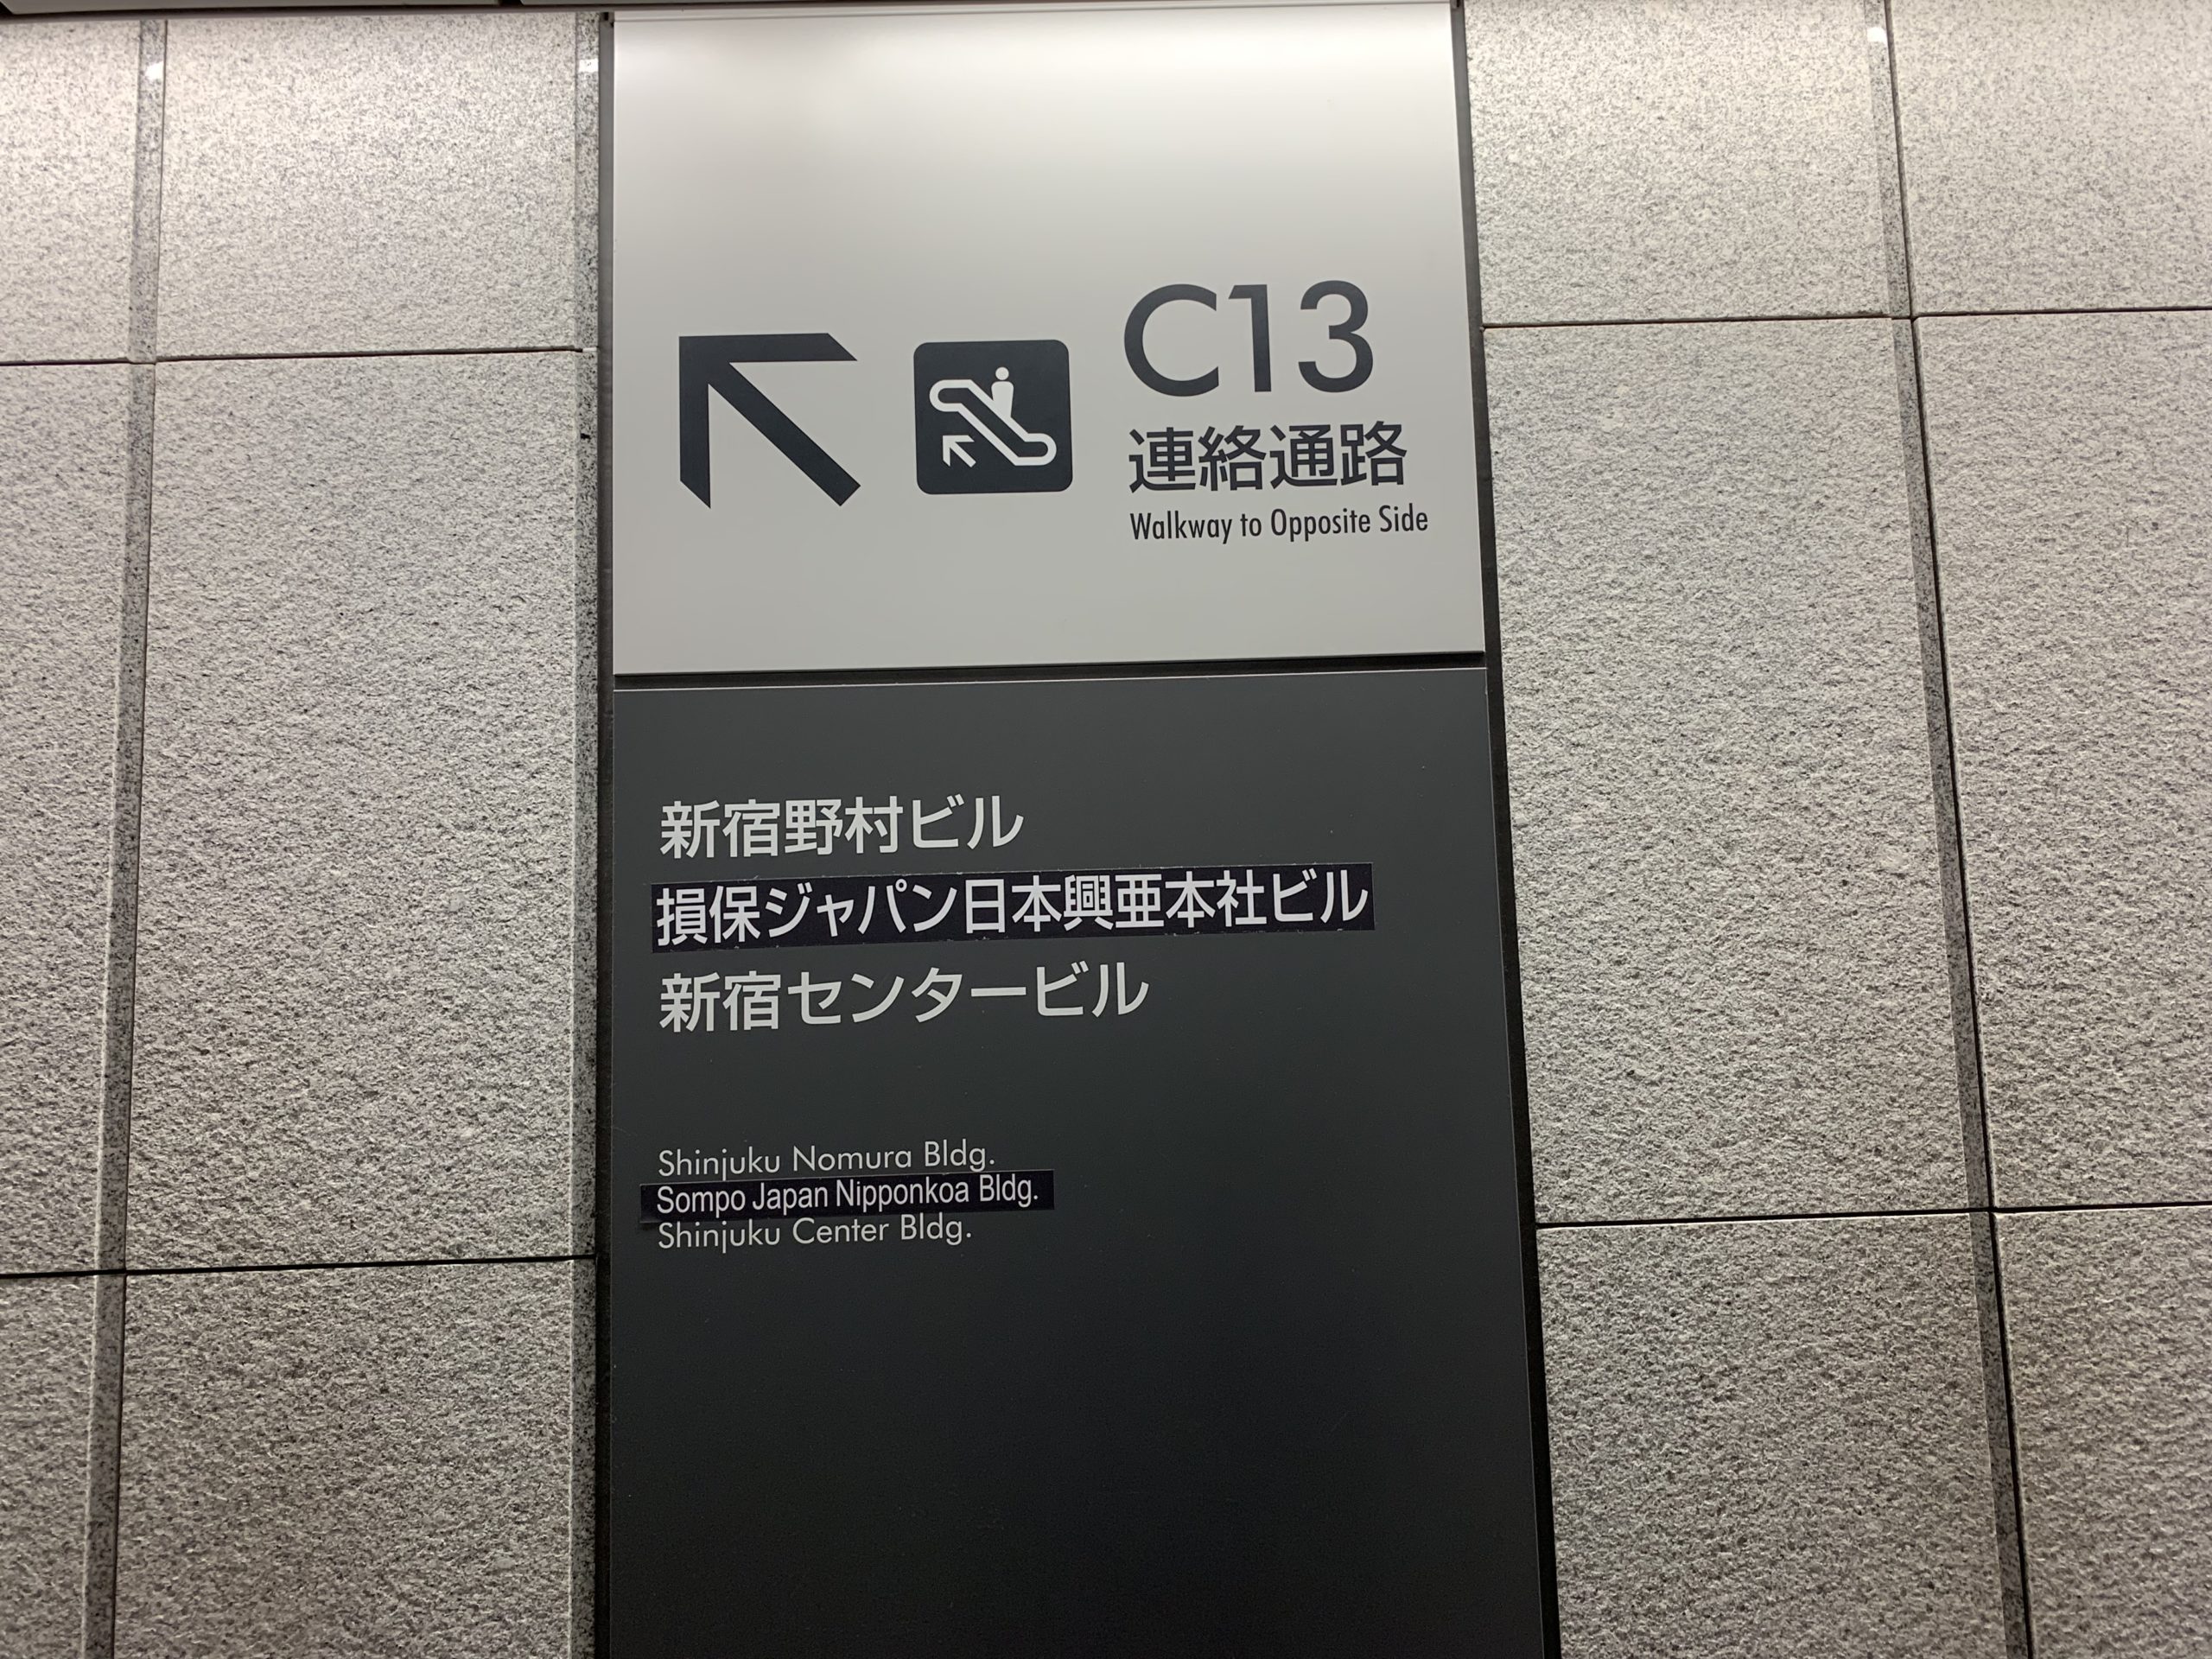 C13
連絡通路
Walkway to Opposite Side
新宿野村ビル
損保ジャパン日本興亜本社ビル
新宿センタービル
Shinjuku Nomura Bldg.
Sompo Japan Nipponkoa Bldg.
Shinjuku Center Bldg.